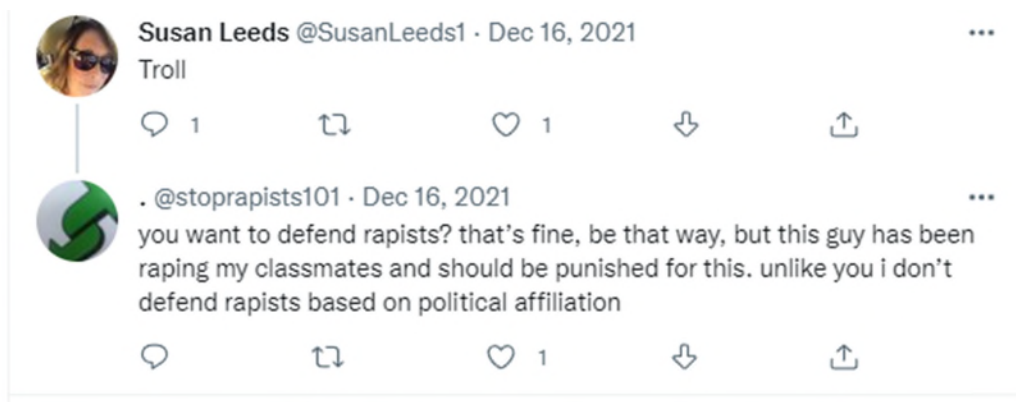 Susan Leeds @SusanLeeds1 · Dec 16, 2021
Troll
1
1
. @stoprapists101 · Dec 16, 2021
you want to defend rapists? that's fine, be that way, but this guy has been
raping my classmates and should be punished for this. unlike you i don't
defend rapists based on political affiliation
1